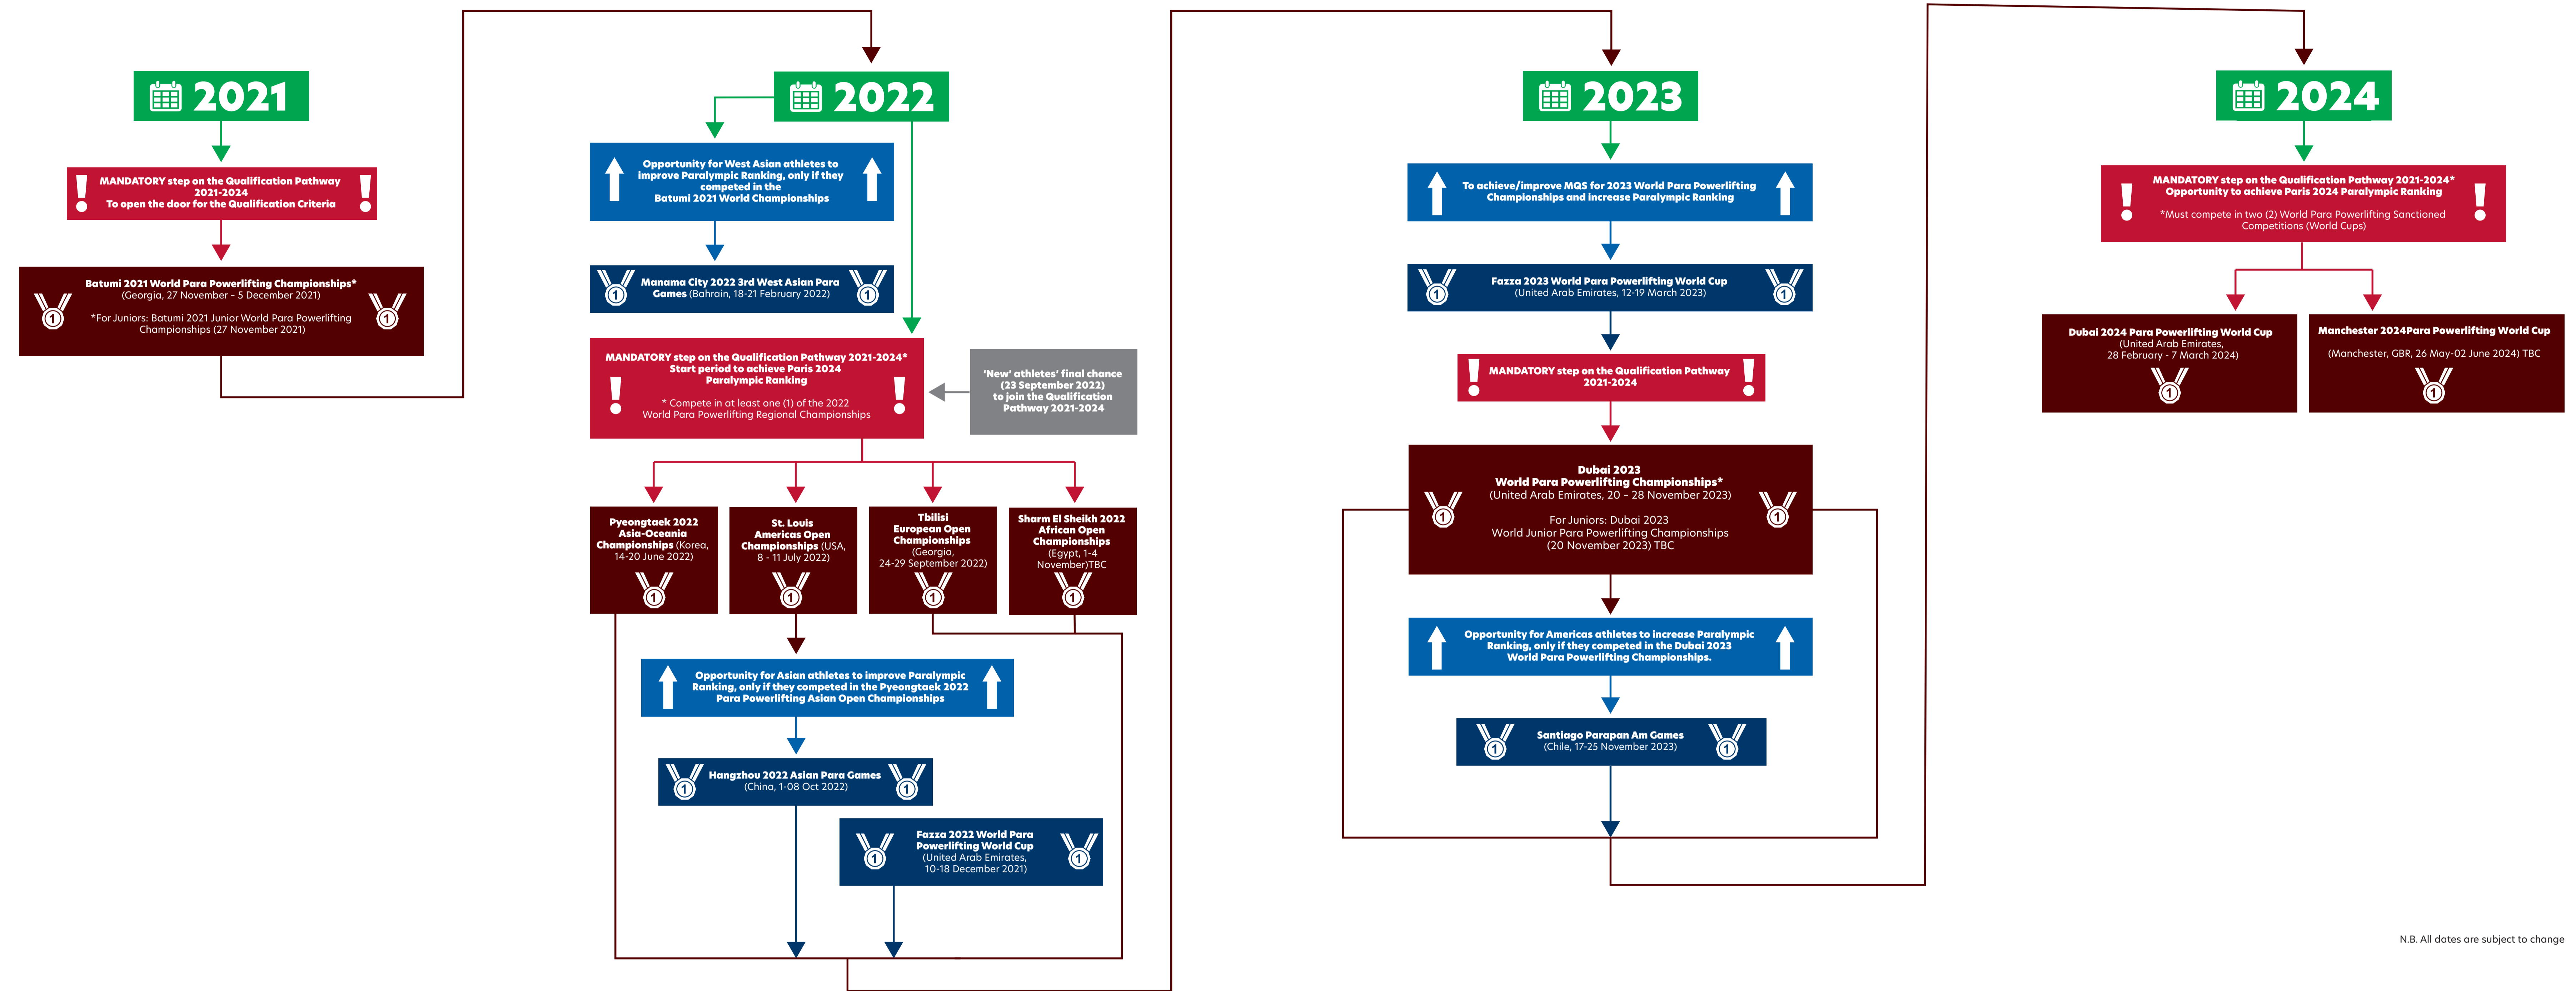 2021
MANDATORY step on the Qualification Pathway
2021-2024
To open the door for the Qualification Criteria
Batumi 2021 World Para Powerlifting Championships*
(Georgia, 27 November – 5 December 2021)
*For Juniors: Batumi 2021 Junior World Para Powerlifting
Championships (27 November 2021)
2022
Opportunity for West Asian athletes to
improve Paralympic Ranking, only if they
competed in the
Batumi 2021 World Championships
Manama City 2022 3rd West Asian Para
Games (Bahrain, 18-21 February 2022)
MANDATORY step on the Qualification Pathway 2021-2024*
Start period to achieve Paris 2024
Paralympic Ranking
* Compete in at least one (1) of the 2022
World Para Powerlifting Regional Championships
'New' athletes' final chance
(23 September 2022)
to join the Qualification
Pathway 2021-2024
Pyeongtaek 2022
Asia-Oceania
Championships (Korea,
14-20 June 2022)
St. Louis
Americas Open
Championships (USA,
8 - 11 July 2022)
Tbilisi
European Open
Championships
(Georgia,
24-29 September 2022)
Sharm El Sheikh 2022
African Open
Championships
(Egypt, 1-4
November)TBC
Opportunity for Asian athletes to improve Paralympic
Ranking, only if they competed in the Pyeongtaek 2022
Para Powerlifting Asian Open Championships
Hangzhou 2022 Asian Para Games
(China, 1-08 Oct 2022)
Fazza 2022 World Para
Powerlifting World Cup
(United Arab Emirates,
10-18 December 2021)
2023
To achieve/improve MQS for 2023 World Para Powerlifting
Championships and increase Paralympic Ranking
Fazza 2023 World Para Powerlifting World Cup
(United Arab Emirates, 12-19 March 2023)
MANDATORY step on the Qualification Pathway
2021-2024
Dubai 2023
World Para Powerlifting Championships*
(United Arab Emirates, 20 – 28 November 2023)
For Juniors: Dubai 2023
World Junior Para Powerlifting Championships
(20 November 2023) TBC
Opportunity for Americas athletes to increase Paralympic
Ranking, only if they competed in the Dubai 2023
World Para Powerlifting Championships.
Santiago Parapan Am Games
(Chile, 17-25 November 2023)
2024
MANDATORY step on the Qualification Pathway 2021-2024*
Opportunity to achieve Paris 2024 Paralympic Ranking
*Must compete in two (2) World Para Powerlifting Sanctioned
Competitions (World Cups)
Dubai 2024 Para Powerlifting World Cup
(United Arab Emirates,
28 February - 7 March 2024)
Manchester 2024Para Powerlifting World Cup
(Manchester, GBR, 26 May-02 June 2024) TBC
N.B. All dates are subject to change